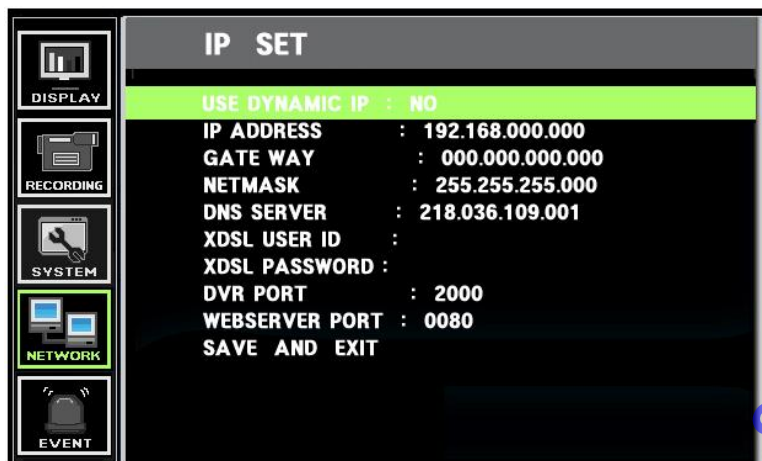 IP SET
DISPLAY
USE DYNAMIC IP : NO
IP ADDRESS : 192.168.000.000
GATE WAY : 000.000.000.000
RECORDING
NETMASK : 255.255.255.000
DNS SERVER : 218.036.109.001
XDSL USER ID :
SYSTEM
XDSL PASSWORD :
DVR PORT : 2000
WEBSERVER PORT : 0080
NETWORK
SAVE AND EXIT
EVENT